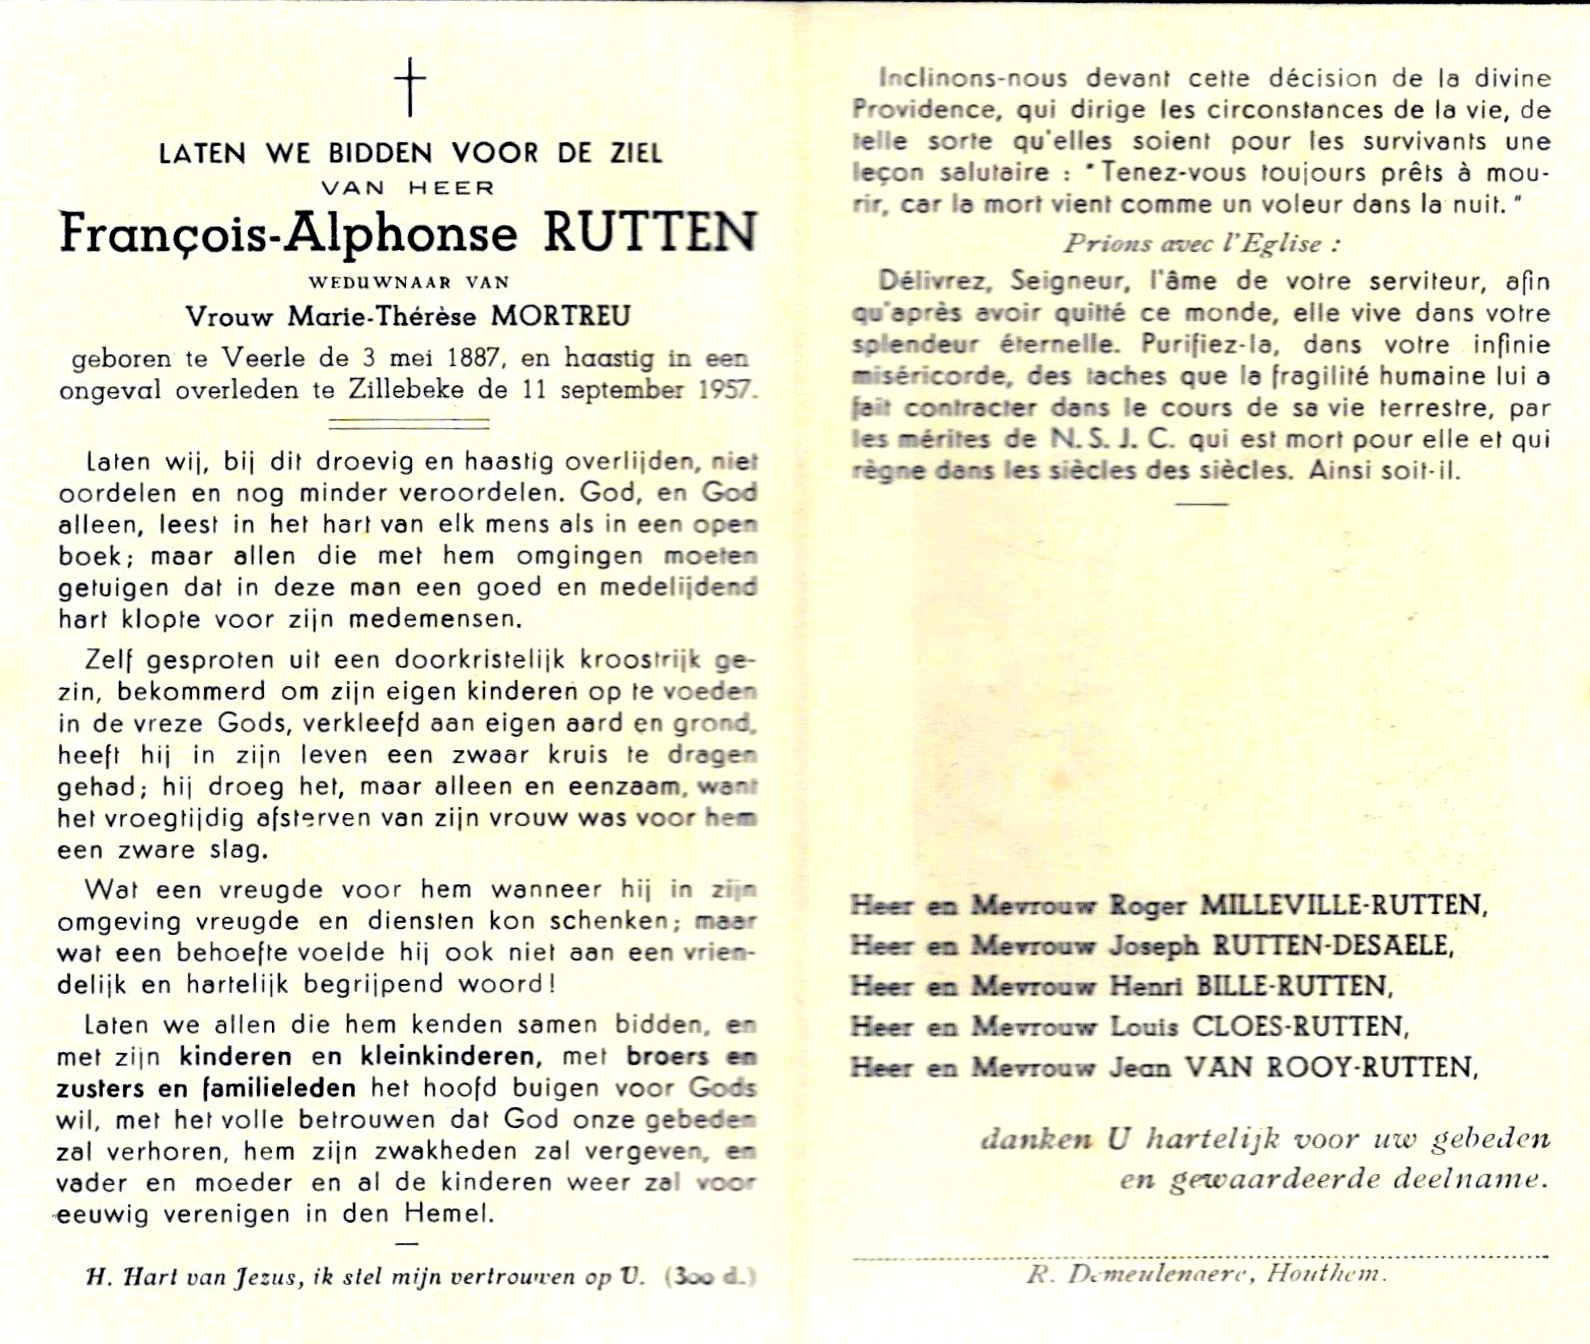 LATEN WE BIDDEN VOOR DE ZIEL
VAN HEER
François-Alphonse RUTTEN
WEDUWNAAR VAN
Vrouw Marie-Thérèse MORTREU
geboren te Veerle de 3 mei 1887, en haastig in een
ongeval overleden te Zillebeke de 11 september 1957.
Laten wij, bij dit droevig en haastig overlijden, niet
oordelen en nog minder veroordelen. God, en God
alleen, leest in het hart van elk mens als in een open
boek; maar allen die met hem omgingen moeten
getuigen dat in deze man een goed en medelijdend
hart klopte voor zijn medemensen.
Zelf gesproten uit een doorkristelijk kroostrijk ge-
zin, bekommerd om zijn eigen kinderen op te voeden
in de vreze Gods, verkleefd aan eigen aard en grond,
heeft hij in zijn leven een zwaar kruis te dragen
gehad; hij droeg het, maar alleen en eenzaam, want
het vroegtijdig afsterven van zijn vrouw was voor hem
een zware slag.
Wat een vreugde voor hem wanneer hij in zijn
omgeving vreugde en diensten kon schenken; maar
wat een behoefte voelde hij ook niet aan een vrien-
delijk en hartelijk begrijpend woord!
Laten we allen die hem kenden samen bidden, en
met zijn kinderen en kleinkinderen, met broers en
zusters en familieleden het hoofd buigen voor Gods
wil, met het volle betrouwen dat God onze gebeden
zal verhoren, hem zijn zwakheden zal vergeven, en
vader en moeder en al de kinderen weer zal voor
eeuwig verenigen in den Hemel.
H. Hart van Jezus, ik stel mijn vertrouwen op U. (300 d.)
Inclinons-nous devant cette décision de la divine
Providence, qui dirige les circonstances de la vie, de
telle sorte qu'elles soient pour les survivants une
leçon salutaire : "Tenez-vous toujours prêts à mou-
rir, car la mort vient comme un voleur dans la nuit."
Prions avec l'Eglise :
Délivrez, Seigneur, l'âme de votre serviteur, afin
qu'après avoir quitté ce monde, elle vive dans votre
splendeur éternelle. Purifiez-la, dans votre infinie
miséricorde, des taches que la fragilité humaine lui a
fait contracter dans le cours de sa vie terrestre, par
les mérites de N. S. J. C. qui est mort pour elle et qui
règne dans les siècles des siècles. Ainsi soit-il.
Heer en Mevrouw Roger MILLEVILLE-RUTTEN,
Heer en Mevrouw Joseph RUTTEN-DESAELE,
Heer en Mevrouw Henri BILLE-RUTTEN,
Heer en Mevrouw Louis CLOES-RUTTEN,
Heer en Mevrouw Jean VAN ROOY-RUTTEN,
danken U hartelijk voor uw gebeden
en gewaardeerde deelname.
R. Demeulenaere, Houthem.